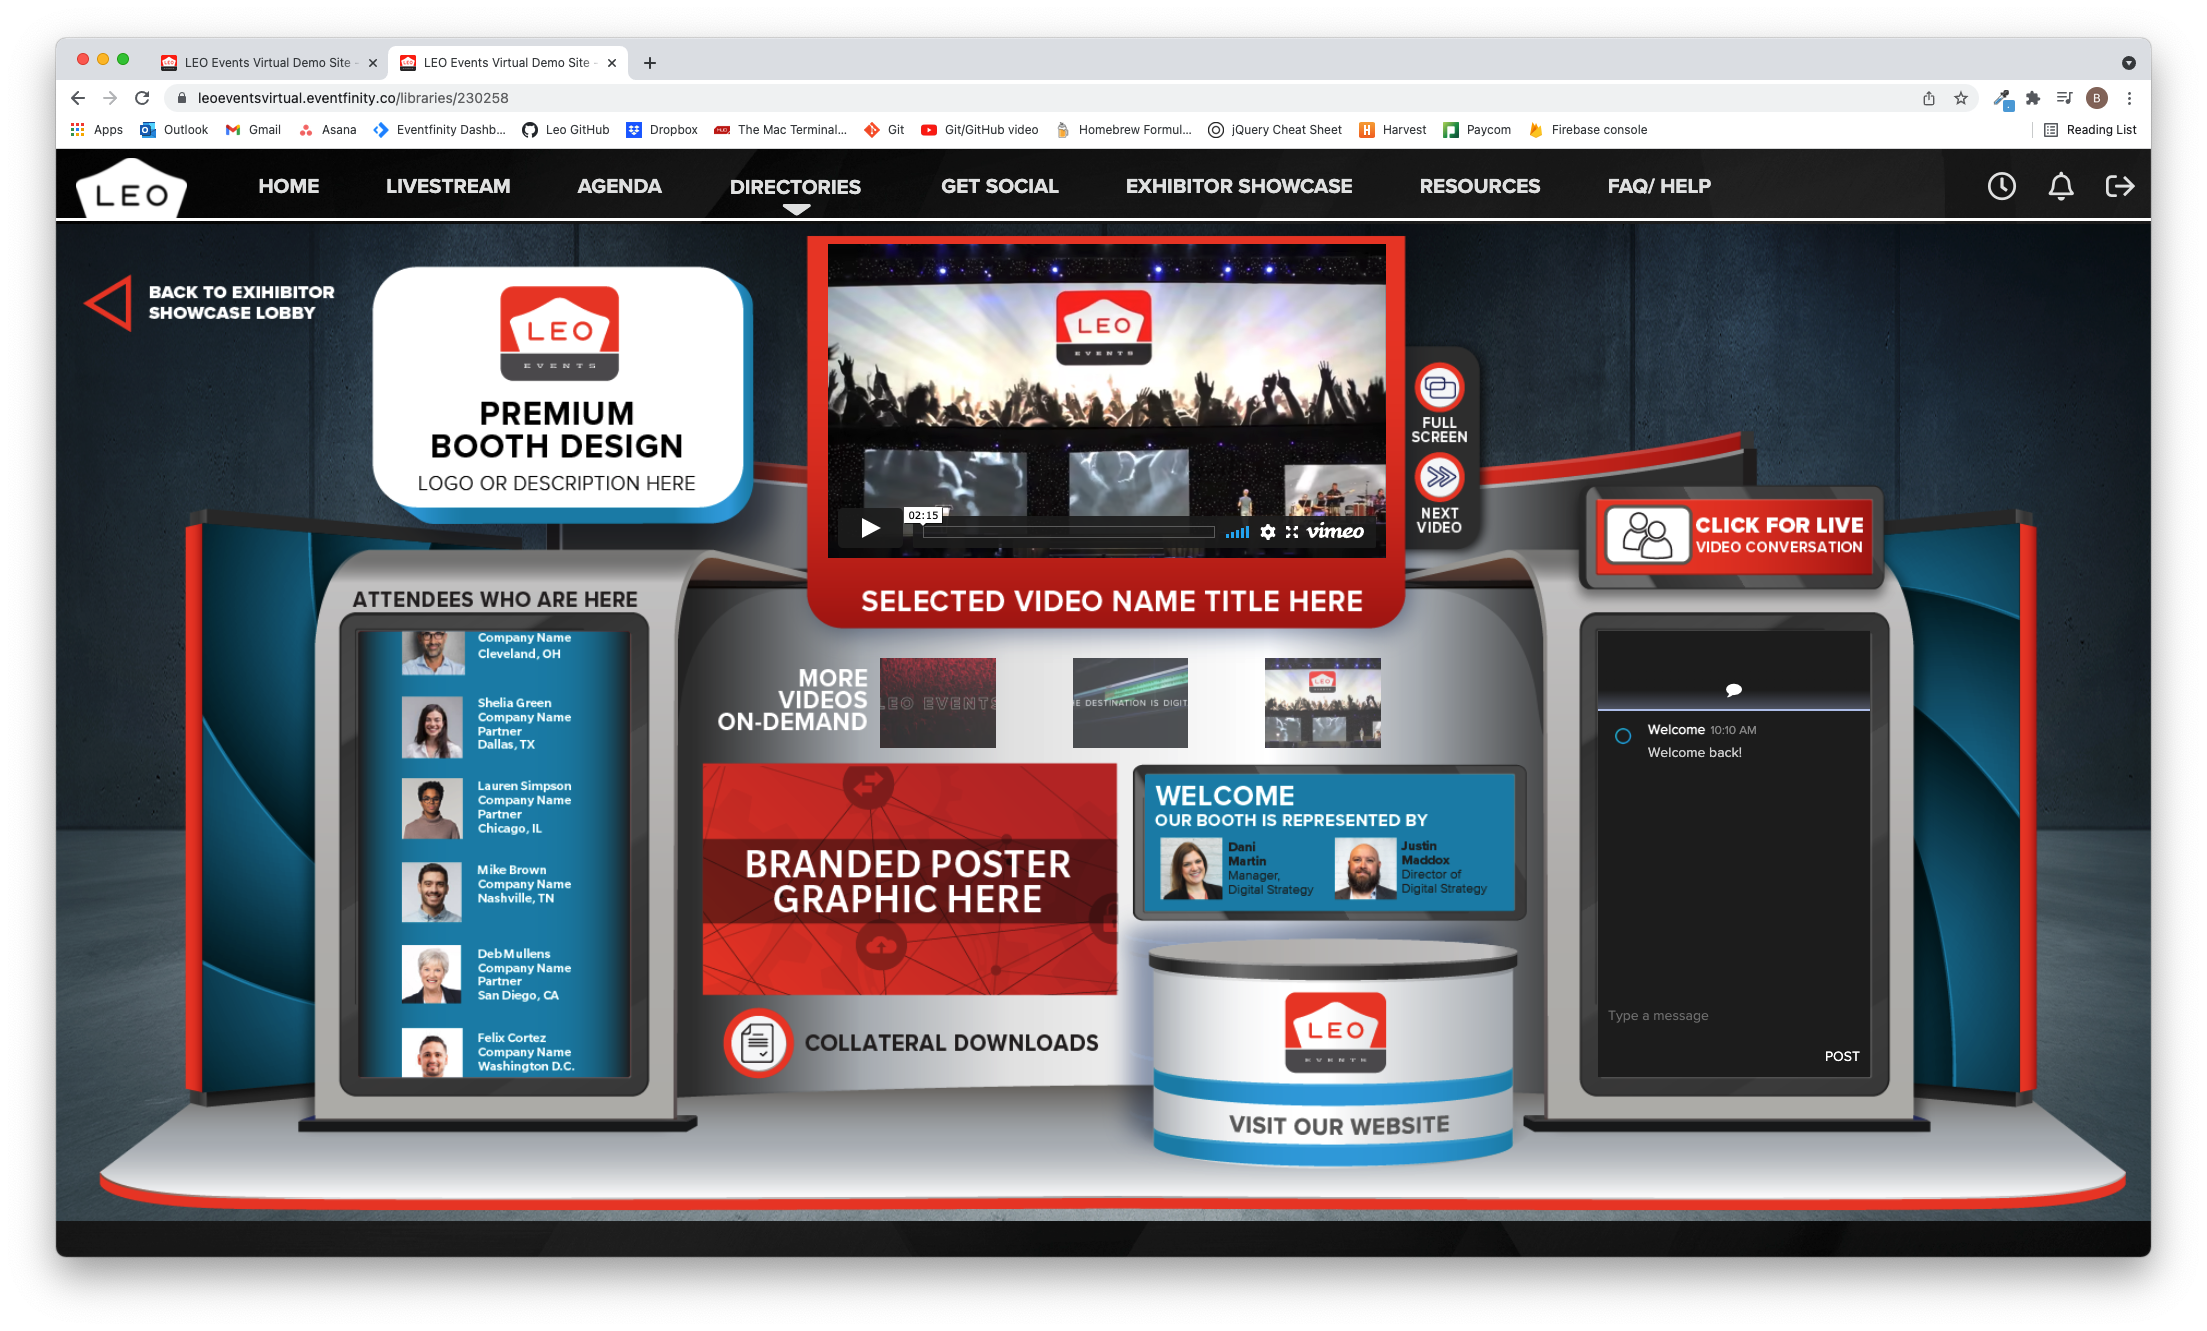 LEO Events Virtual Demo Site -
LEO Events Virtual Demo Site -
leoeventsvirtual.eventfinity.co/libraries/230258
B
Apps
Outlook
Gmail
Asana
Eventfinity Dashb...
Leo GitHub
Dropbox
The Mac Terminal...
Git
Git/GitHub video
Homebrew Formul...
jQuery Cheat Sheet
Harvest
Paycom
Firebase console
Reading List
LEO
HOME
LIVESTREAM
AGENDA
DIRECTORIES
GET SOCIAL
EXHIBITOR SHOWCASE
RESOURCES
FAQ/ HELP
BACK TO EXIHIBITOR
SHOWCASE LOBBY
LEO
EVENTS
PREMIUM
BOOTH DESIGN
LOGO OR DESCRIPTION HERE
LEO
EVENTS
02:15
vimeo
FULL
SCREEN
NEXT
VIDEO
SELECTED VIDEO NAME TITLE HERE
CLICK FOR LIVE
VIDEO CONVERSATION
ATTENDEES WHO ARE HERE
Company Name
Cleveland, OH
Shelia Green
Company Name
Partner
Dallas, TX
Lauren Simpson
Company Name
Partner
Chicago, IL
Mike Brown
Company Name
Nashville, TN
Deb Mullens
Company Name
Partner
San Diego, CA
Felix Cortez
Company Name
Washington D.C.
MORE
VIDEOS
ON-DEMAND
LEO EVENTS
E DESTINATION IS DIGIT
LEO
BRANDED POSTER
GRAPHIC HERE
COLLATERAL DOWNLOADS
WELCOME
OUR BOOTH IS REPRESENTED BY
Dani
Martin
Manager,
Digital Strategy
Justin
Maddox
Director of
Digital Strategy
LEO
EVENTS
VISIT OUR WEBSITE
Welcome 10:10 AM
Welcome back!
Type a message
POST